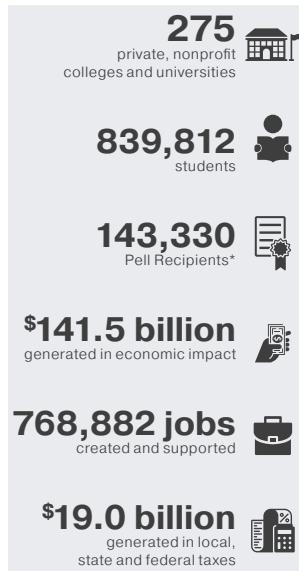 275
private, nonprofit
colleges and universities
839,812
students
143,330
Pell Recipients*
$141.5 billion
generated in economic impact
768,882 jobs
created and supported
$19.0 billion
generated in local,
state and federal taxes